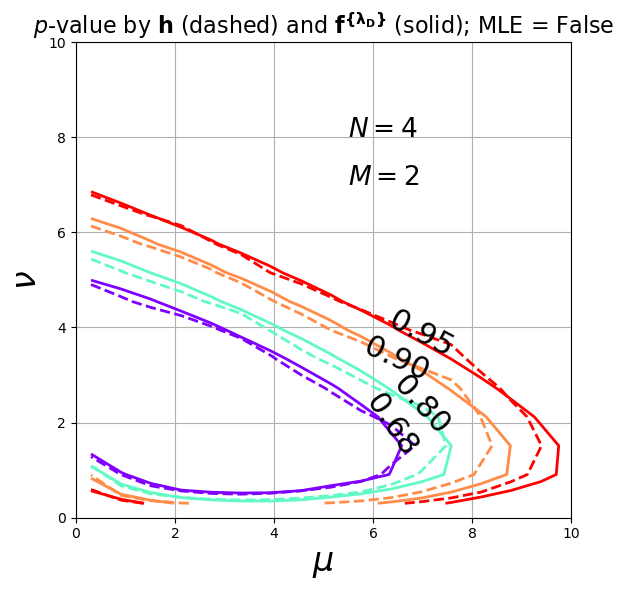 p-value by h (dashed) and f^{λ_D} (solid); MLE = False
10
8
6
4
2
0
ν
N = 4
M = 2
0.95
0.90
0.80
0.68
0 2 4 6 8 10
μ